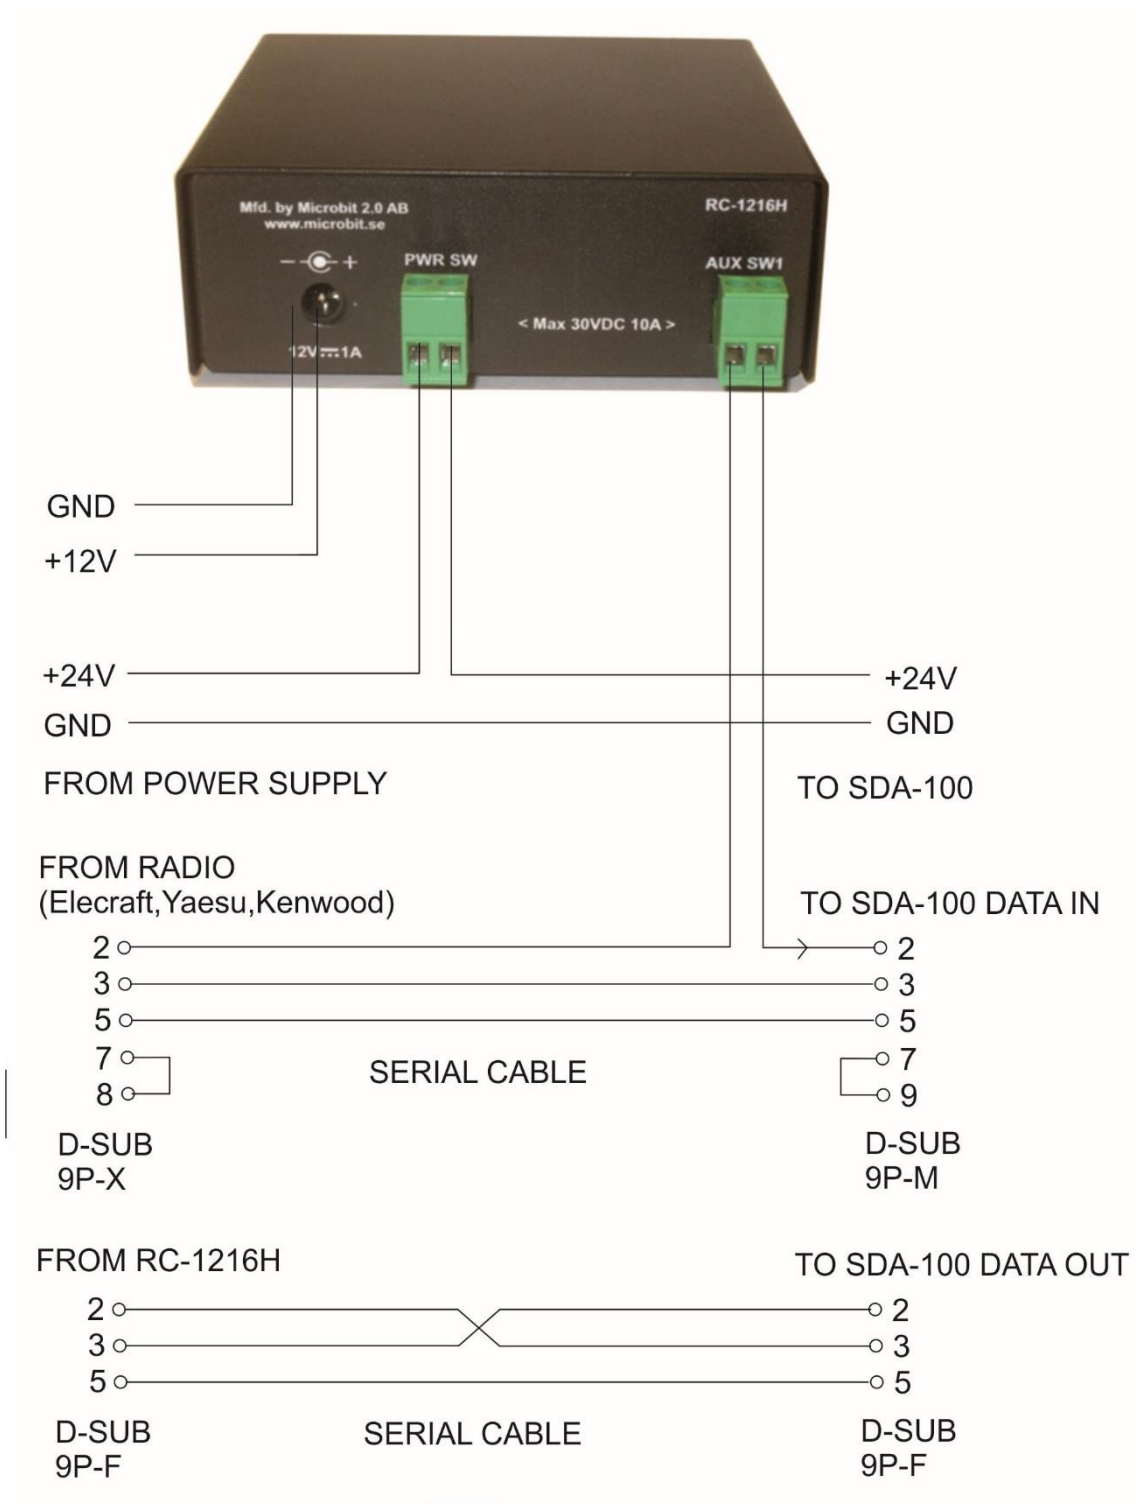 Mfd. by Microbit 2.0 AB
www.microbit.se
RC-1216H
− +
PWR SW
AUX SW1
< Max 30VDC 10A >
12V 1A
GND
+12V
+24V
+24V
GND
GND
FROM POWER SUPPLY
TO SDA-100
FROM RADIO
(Elecraft,Yaesu,Kenwood)
TO SDA-100 DATA IN
2
2
3
3
5
5
7
7
SERIAL CABLE
8
9
D-SUB
9P-X
D-SUB
9P-M
FROM RC-1216H
TO SDA-100 DATA OUT
2
2
3
3
5
5
D-SUB
9P-F
SERIAL CABLE
D-SUB
9P-F